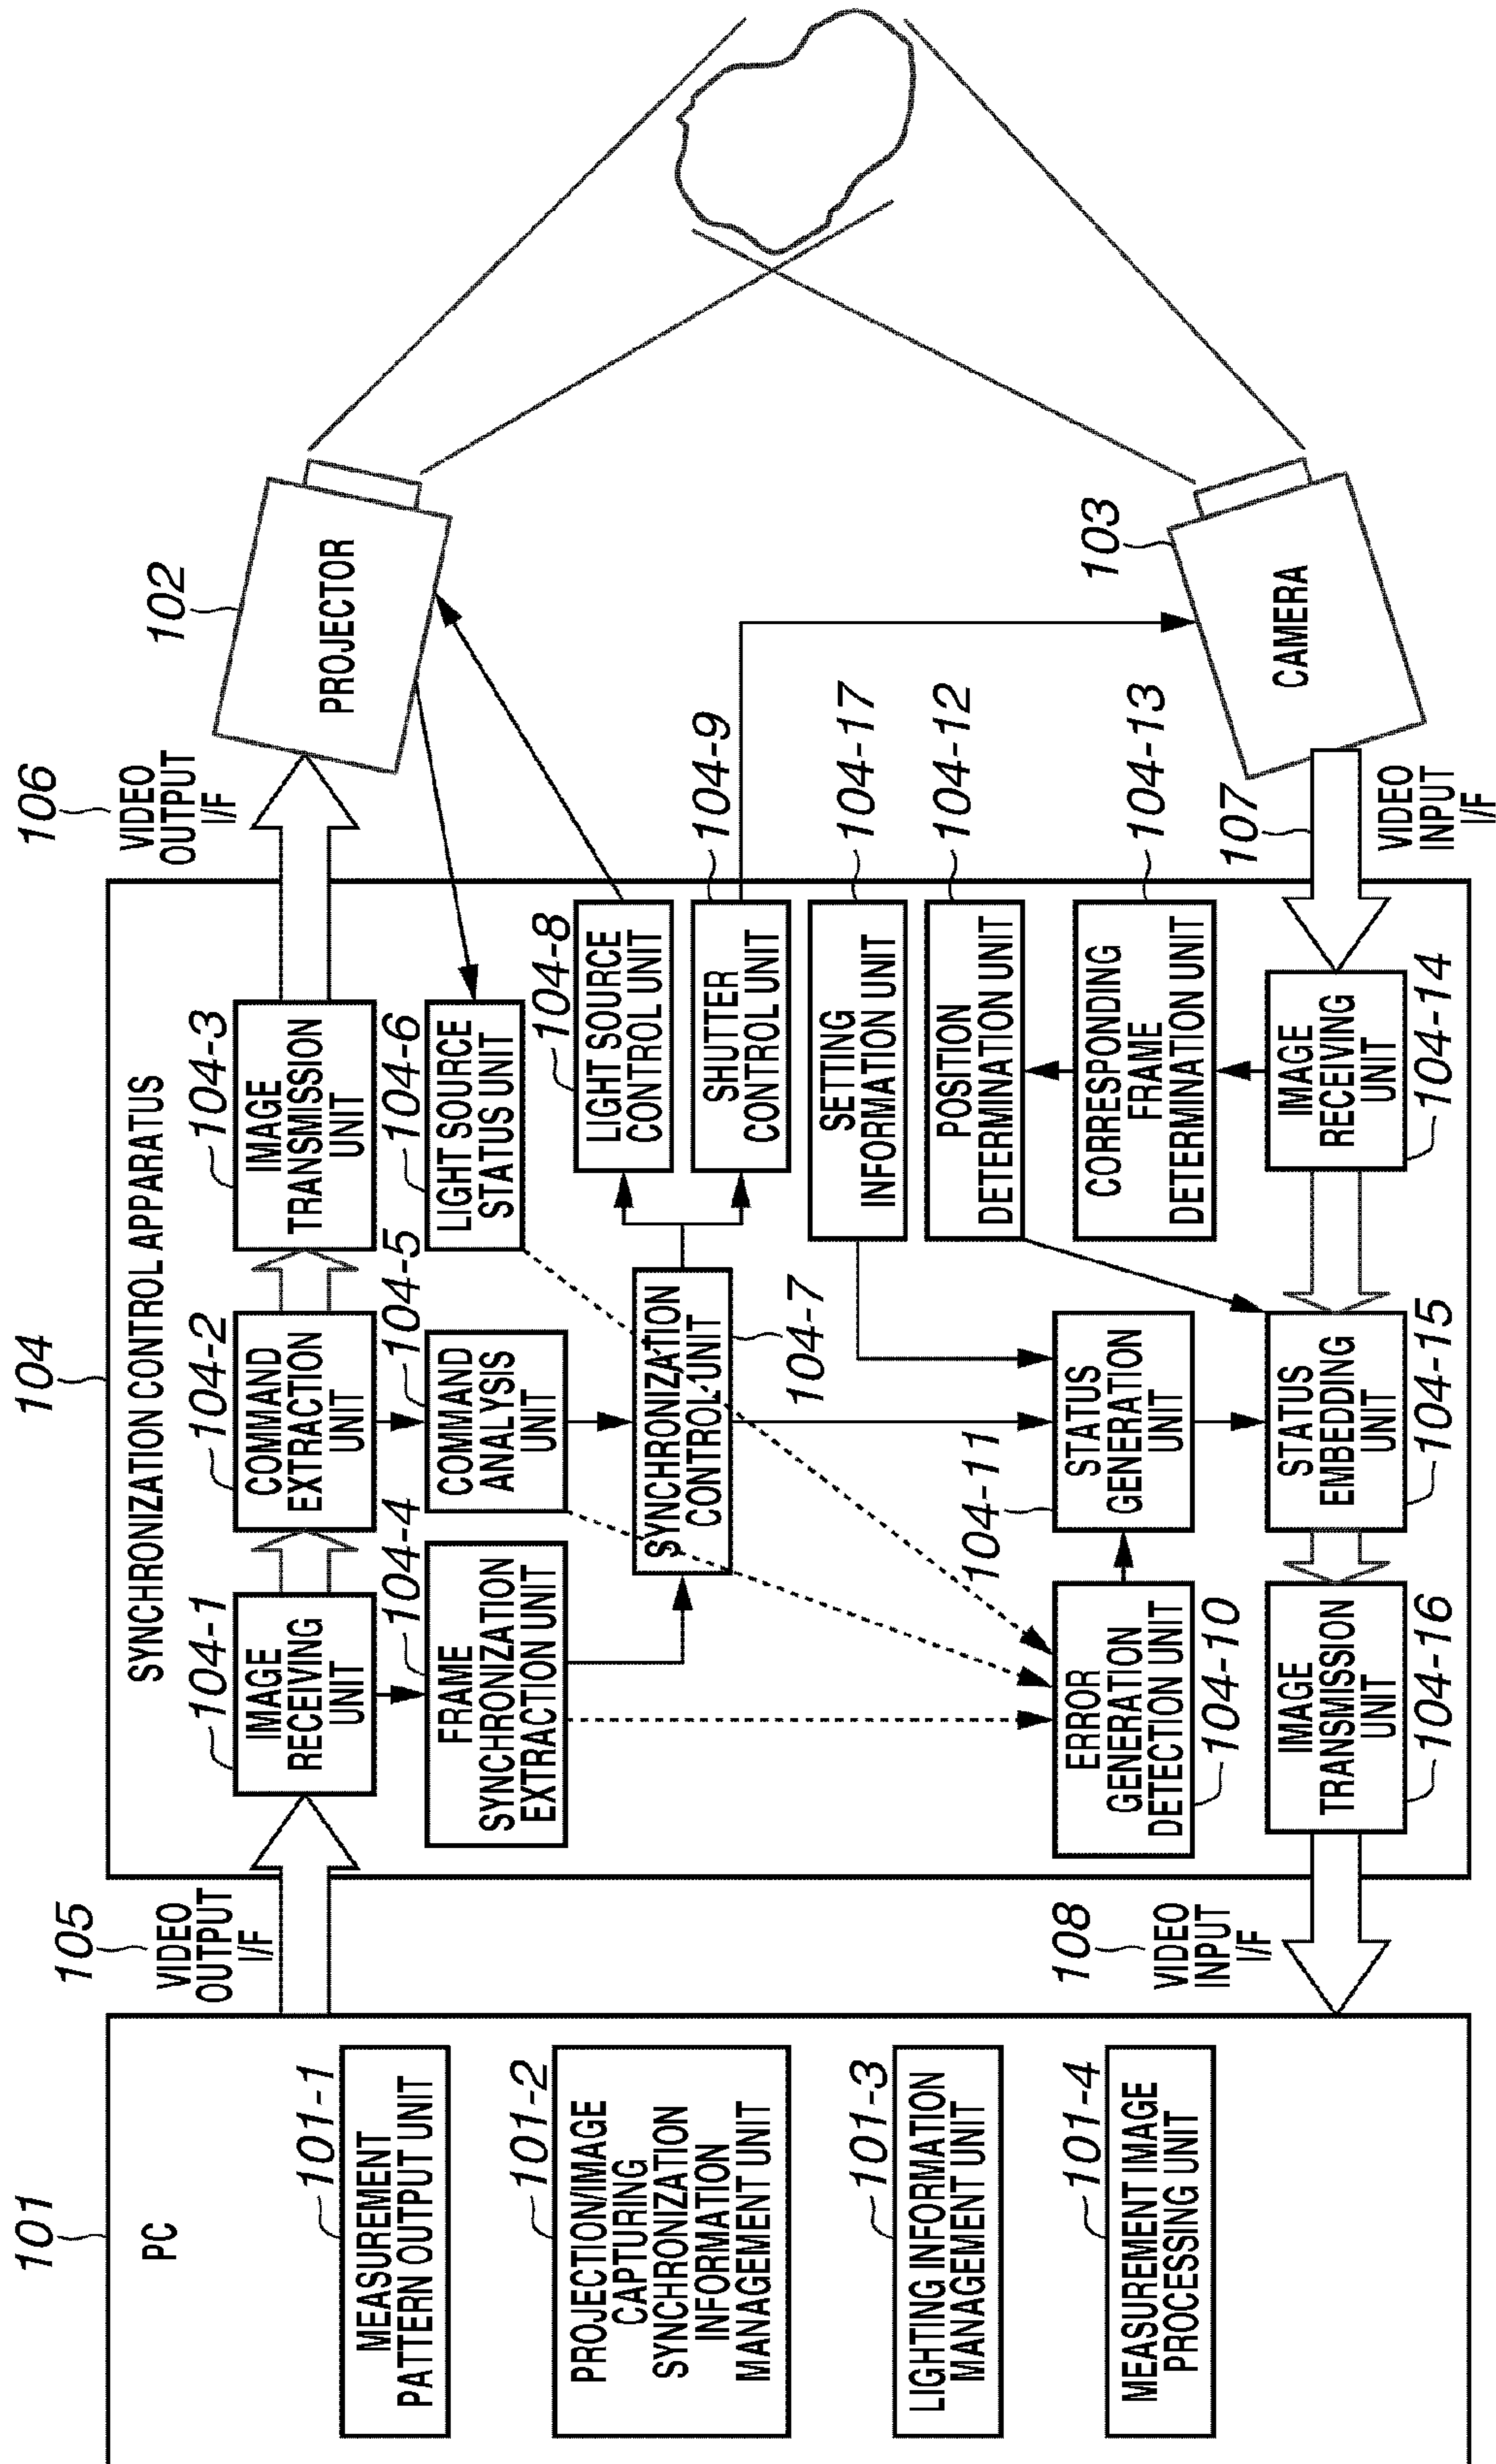 101
PC
101-1
MEASUREMENT
PATTERN OUTPUT UNIT
101-2
PROJECTION/IMAGE
CAPTURING
SYNCHRONIZATION
INFORMATION
MANAGEMENT UNIT
101-3
LIGHTING INFORMATION
MANAGEMENT UNIT
101-4
MEASUREMENT IMAGE
PROCESSING UNIT
105
VIDEO
OUTPUT
I/F
108
VIDEO
INPUT
I/F
104
SYNCHRONIZATION CONTROL APPARATUS
104-1
IMAGE
RECEIVING
UNIT
104-2
COMMAND
EXTRACTION
UNIT
104-3
IMAGE
TRANSMISSION
UNIT
104-4
FRAME
SYNCHRONIZATION
EXTRACTION UNIT
104-5
COMMAND
ANALYSIS
UNIT
104-6
LIGHT SOURCE
STATUS UNIT
SYNCHRONIZATION
CONTROL UNIT
104-7
104-8
LIGHT SOURCE
CONTROL UNIT
SHUTTER
CONTROL UNIT
104-9
SETTING
INFORMATION UNIT
104-17
POSITION
DETERMINATION UNIT
104-12
CORRESPONDING
FRAME
DETERMINATION UNIT
104-13
ERROR
GENERATION
DETECTION UNIT
104-10
104-11
STATUS
GENERATION
UNIT
IMAGE
TRANSMISSION
UNIT
104-16
STATUS
EMBEDDING
UNIT
104-15
IMAGE
RECEIVING
UNIT
104-14
106
VIDEO
OUTPUT
I/F
102
PROJECTOR
103
CAMERA
107
VIDEO
INPUT
I/F